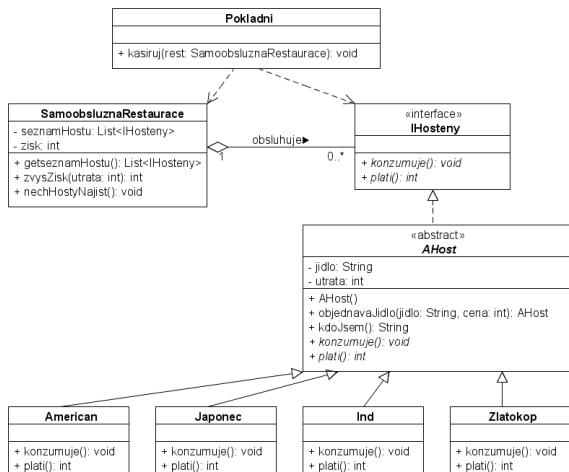 Pokladni
+ kasiruj(rest: SamoobsluznaRestaurace): void
SamoobsluznaRestaurace
- seznamHostu: List<IHosteny>
- zisk: int
+ getseznamHostu(): List<IHosteny>
+ zvysZisk(utrata: int): int
+ nechHostyNajist(): void
obsluhuje▶
1
0..*
«interface»
IHosteny
+ konzumuje(): void
+ plati(): int
«abstract»
AHost
- jidlo: String
- utrata: int
+ AHost()
+ objednavaJidlo(jidlo: String, cena: int): AHost
+ kdoJsem(): String
+ konzumuje(): void
+ plati(): int
American
+ konzumuje(): void
+ plati(): int
Japonec
+ konzumuje(): void
+ plati(): int
Ind
+ konzumuje(): void
+ plati(): int
Zlatokop
+ konzumuje(): void
+ plati(): int